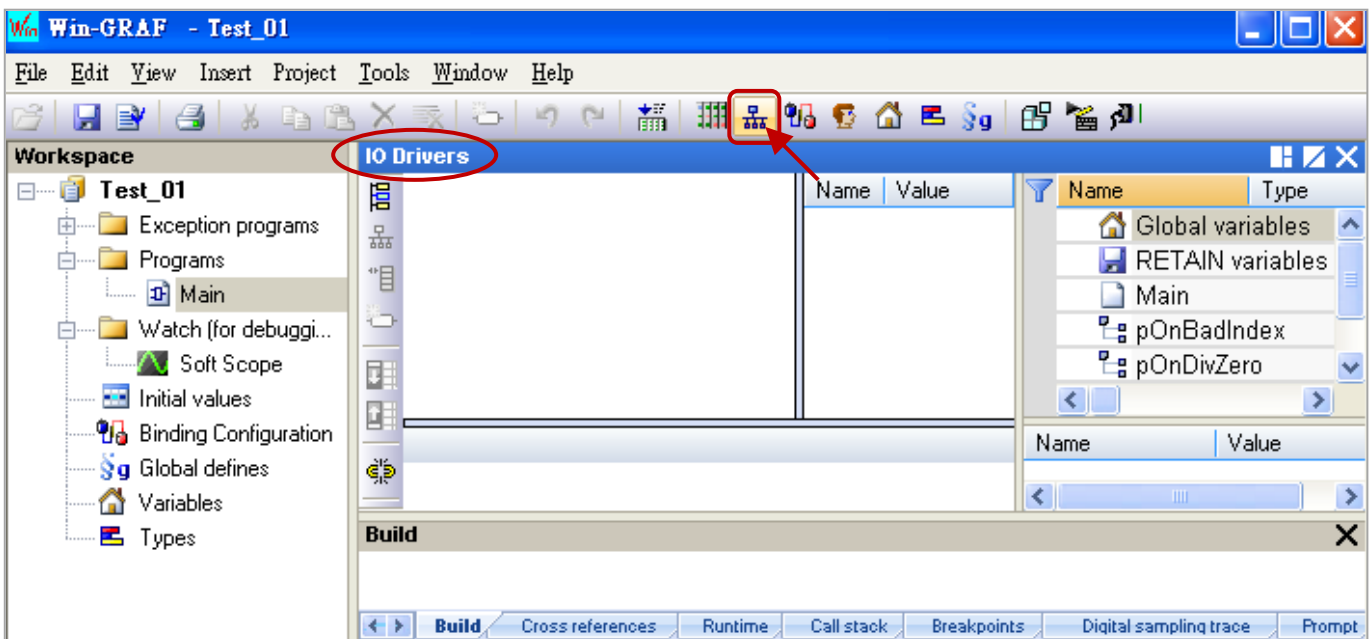 Win-GRAF - Test_01
File Edit View Insert Project Tools Window Help
Workspace
Test_01
Exception programs
Programs
Main
Watch (for debuggi...
Soft Scope
Initial values
Binding Configuration
Global defines
Variables
Types
IO Drivers
Name Value
Name Type
Global variables
RETAIN variables
Main
pOnBadIndex
pOnDivZero
Name Value
Build
Build Cross references Runtime Call stack Breakpoints Digital sampling trace Prompt